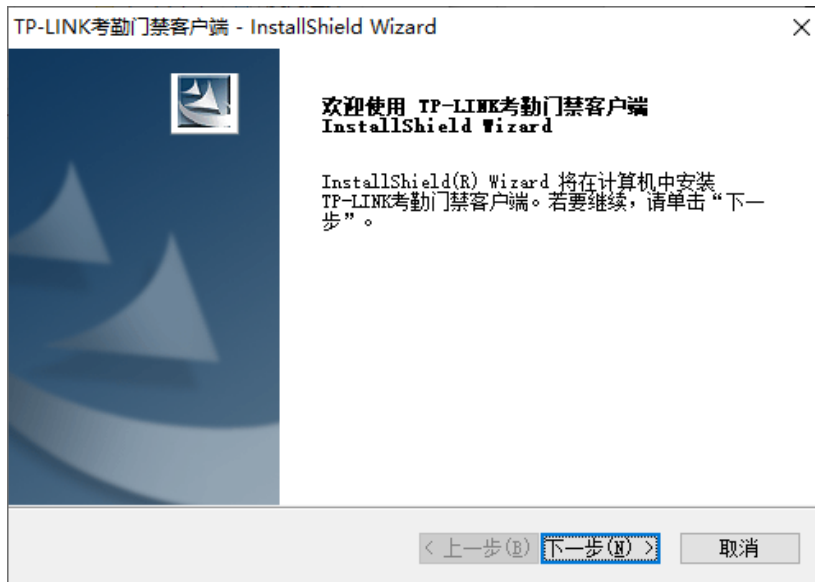 TP-LINK考勤门禁客户端 - InstallShield Wizard
欢迎使用 TP-LINK考勤门禁客户端
InstallShield Wizard
InstallShield(R) Wizard 将在计算机中安装
TP-LINK考勤门禁客户端。若要继续，请单击“下一
步”。
< 上一步(B) 下一步(N) > 取消